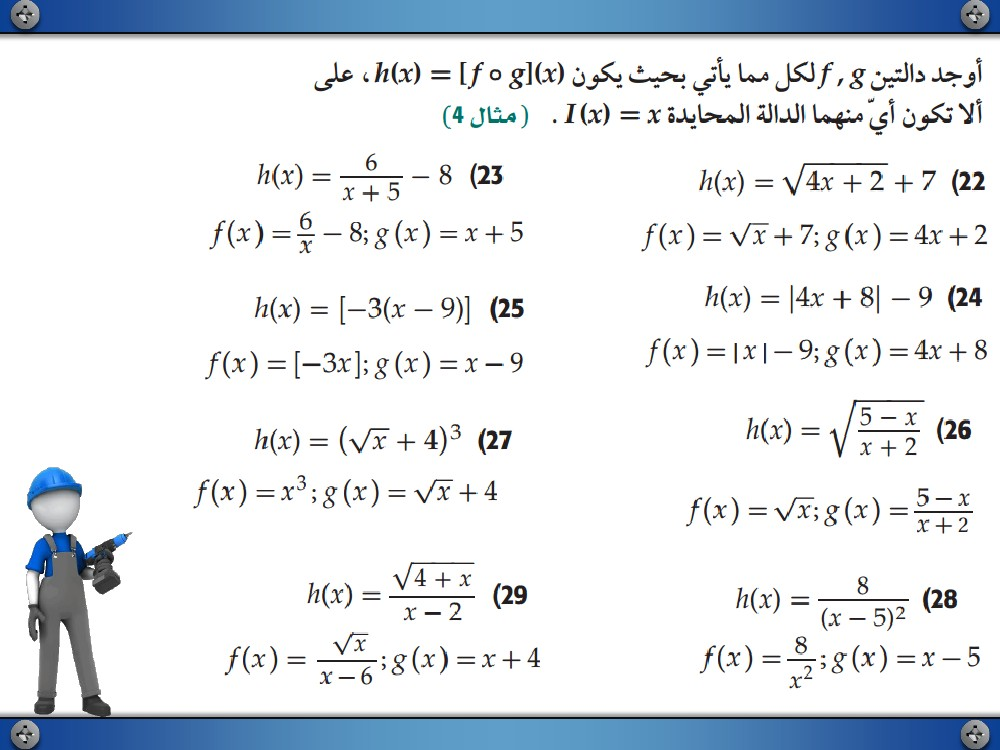 أوجد دالتين f , g لكل مما يأتي بحيث يكون h(x) = [f ∘ g](x) ، على
ألا تكون أيّ منهما الدالة المحايدة I(x) = x . (مثال 4)
22) h(x) = √(4x + 2) + 7
f(x) = √x + 7; g(x) = 4x + 2
23) h(x) = 6/(x + 5) − 8
f(x) = 6/x − 8; g(x) = x + 5
24) h(x) = |4x + 8| − 9
f(x) = |x| − 9; g(x) = 4x + 8
25) h(x) = [−3(x − 9)]
f(x) = [−3x]; g(x) = x − 9
26) h(x) = √((5 − x)/(x + 2))
f(x) = √x; g(x) = (5 − x)/(x + 2)
27) h(x) = (√x + 4)³
f(x) = x³; g(x) = √x + 4
28) h(x) = 8/(x − 5)²
f(x) = 8/x²; g(x) = x − 5
29) h(x) = √(4 + x)/(x − 2)
f(x) = √x/(x − 6); g(x) = x + 4